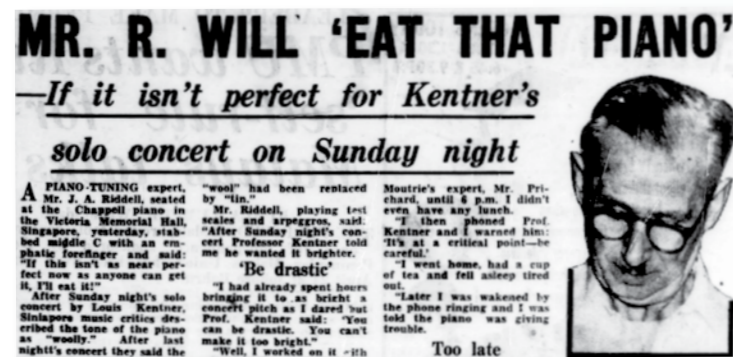 MR. R. WILL 'EAT THAT PIANO'
—If it isn't perfect for Kentner's
solo concert on Sunday night
A PIANO-TUNING expert,
Mr. J. A. Riddell, seated
at the Chappell piano in
the Victoria Memorial Hall,
Singapore, yesterday, stab-
bed middle C with an em-
phatic forefinger and said:
"If this isn't as near per-
fect now as anyone can get
it, I'll eat it!"
After Sunday night's solo
concert by Louis Kentner,
Sinlapore music critics des-
cribed the tone of the piano
as "woolly." After last
nightt's concert they said the
"wool" had been replaced
by "tin."
Mr. Riddell, playing test
scales and arpeggros, said:
"After Sunday night's con-
cert Professor Kentner told
me he wanted it brighter.
'Be drastic'
"I had already spent hours
bringing it to as bright a
concert pitch as I dared but
Prof. Kentner said: 'You
can be drastic. You can't
make it too bright."
"Well, I worked on it with
Moutrie's expert, Mr. Pri-
chard, until 6 p.m. I didn't
even have any lunch.
"I then phoned Prof.
Kentner and I warned him:
'It's at a critical point—be
careful.'
"I went home, had a cup
of tea and fell asleep tired
out.
"Later I was wakened by
the phone ringing and I was
told the piano was giving
trouble.
Too late